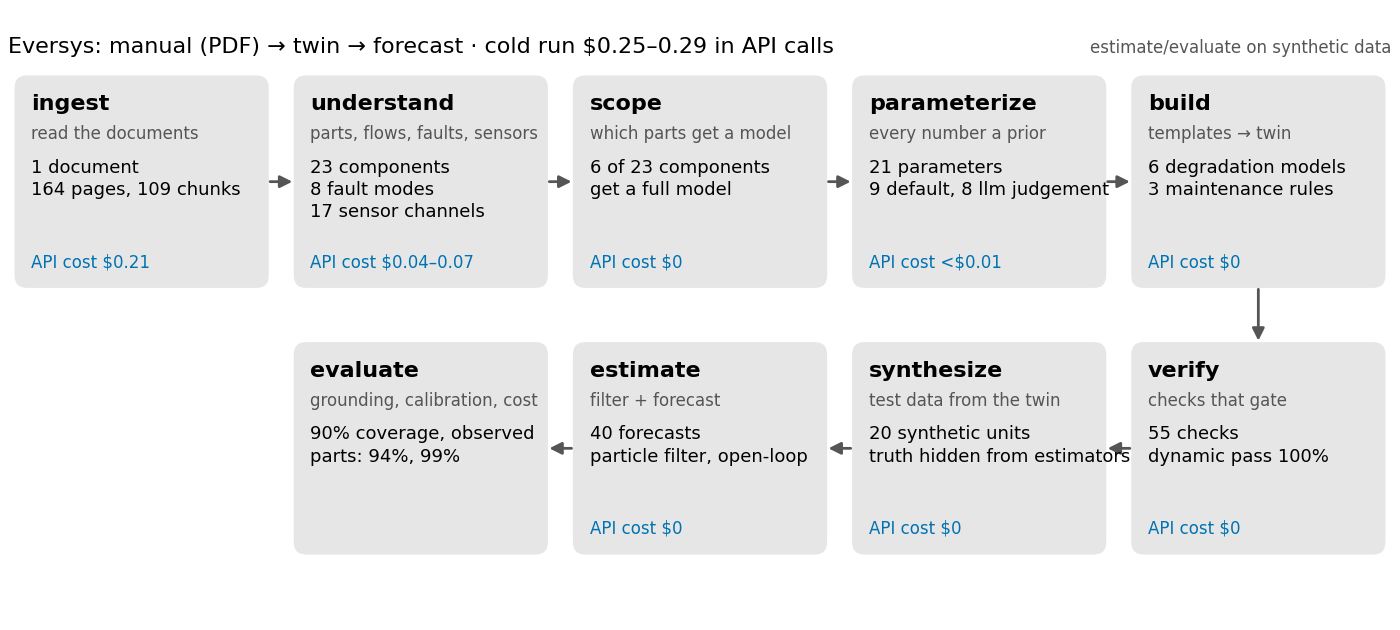 Eversys: manual (PDF) → twin → forecast · cold run $0.25–0.29 in API calls
estimate/evaluate on synthetic data
ingest
read the documents
1 document
164 pages, 109 chunks
API cost $0.21
understand
parts, flows, faults, sensors
23 components
8 fault modes
17 sensor channels
API cost $0.04–0.07
scope
which parts get a model
6 of 23 components
get a full model
API cost $0
parameterize
every number a prior
21 parameters
9 default, 8 llm judgement
API cost <$0.01
build
templates → twin
6 degradation models
3 maintenance rules
API cost $0
verify
checks that gate
55 checks
dynamic pass 100%
API cost $0
synthesize
test data from the twin
20 synthetic units
truth hidden from estimators
API cost $0
estimate
filter + forecast
40 forecasts
particle filter, open-loop
API cost $0
evaluate
grounding, calibration, cost
90% coverage, observed
parts: 94%, 99%